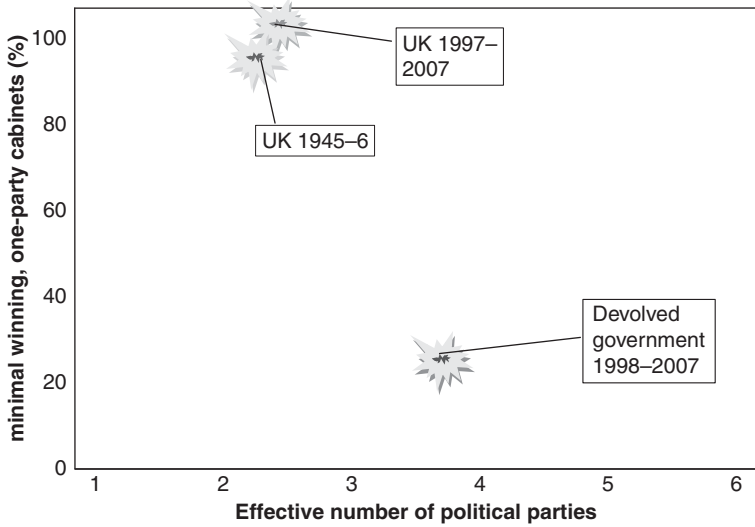 minimal winning, one-party cabinets (%)
100
80
60
40
20
0
UK 1997–
2007
UK 1945–6
Devolved
government
1998–2007
1 2 3 4 5 6
Effective number of political parties